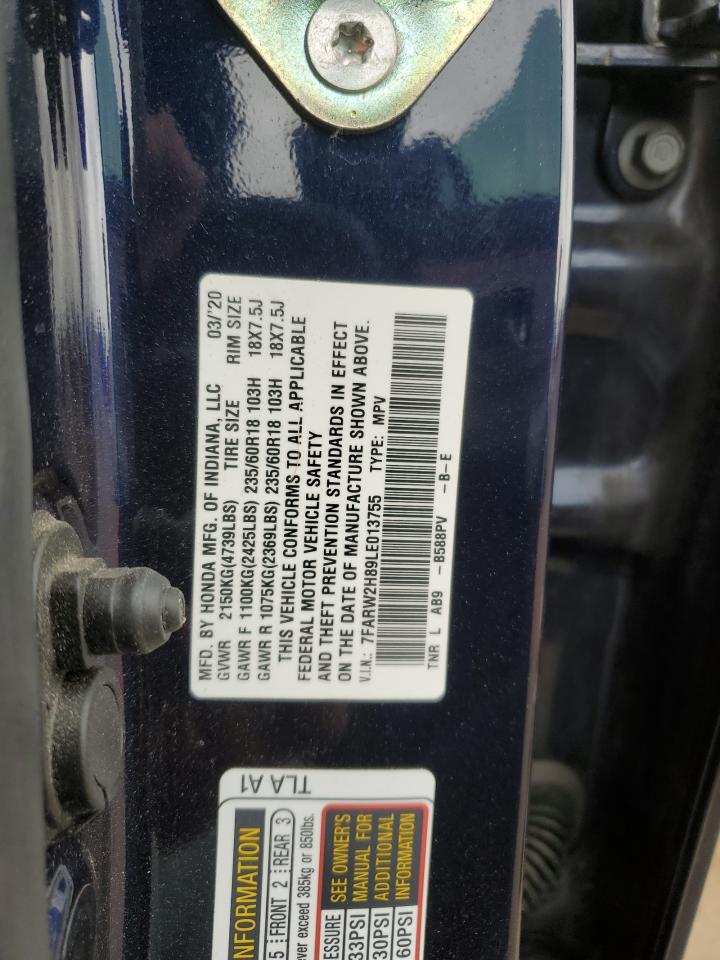 MFD. BY HONDA MFG. OF INDIANA, LLC 03/'20
GVWR 2150KG(4739LBS) TIRE SIZE RIM SIZE
GAWR F 1100KG(2425LBS) 235/60R18 103H 18X7.5J
GAWR R 1075KG(2369LBS) 235/60R18 103H 18X7.5J
THIS VEHICLE CONFORMS TO ALL APPLICABLE
FEDERAL MOTOR VEHICLE SAFETY
AND THEFT PREVENTION STANDARDS IN EFFECT
ON THE DATE OF MANUFACTURE SHOWN ABOVE.
V.I.N.: 7FARW2H89LE013755 TYPE: MPV
TNR L AB9 -B588PV -B-E
TLA A1
NFORMATION
5 FRONT 2 REAR 3
ever exceed 385kg or 850lbs.
ESSURE SEE OWNER'S
33PSI MANUAL FOR
30PSI ADDITIONAL
60PSI INFORMATION